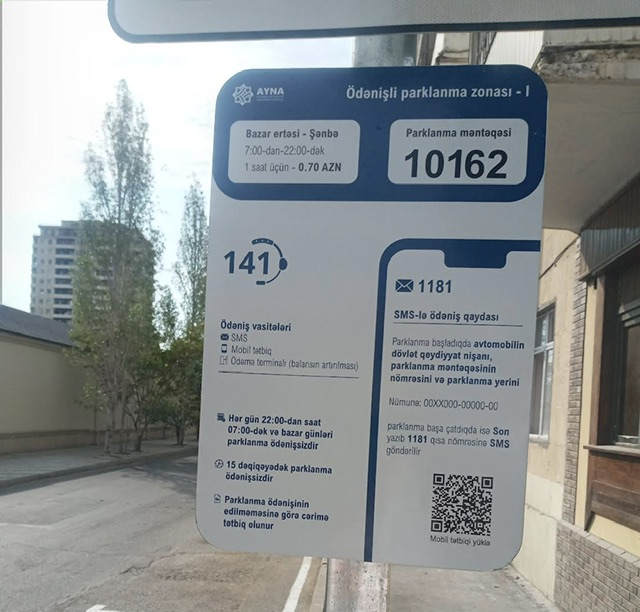 AYNA
Ödənişli parklanma zonası - I
Bazar ertəsi - Şənbə
7:00-dan-22:00-dək
1 saat üçün - 0.70 AZN
Parklanma məntəqəsi
10162
141
Ödəniş vasitələri
SMS
Mobil tətbiq
Ödəmə terminalı (balansın artırılması)
Hər gün 22:00-dan saat
07:00-dək və bazar günləri
parklanma ödənişsizdir
15 dəqiqəyədək parklanma
ödənişsizdir
Parklanma ödənişinin
edilməməsinə görə cərimə
tətbiq olunur
1181
SMS-lə ödəniş qaydası
Parklanma başladıqda avtomobilin
dövlət qeydiyyat nişanı,
parklanma məntəqəsinin
nömrəsini və parklanma yerini
Nümunə: 00XX000-00000-00
parklanma başa çatdıqda isə Son
yazıb 1181 qısa nömrəsinə SMS
göndərilir
Mobil tətbiqi yüklə